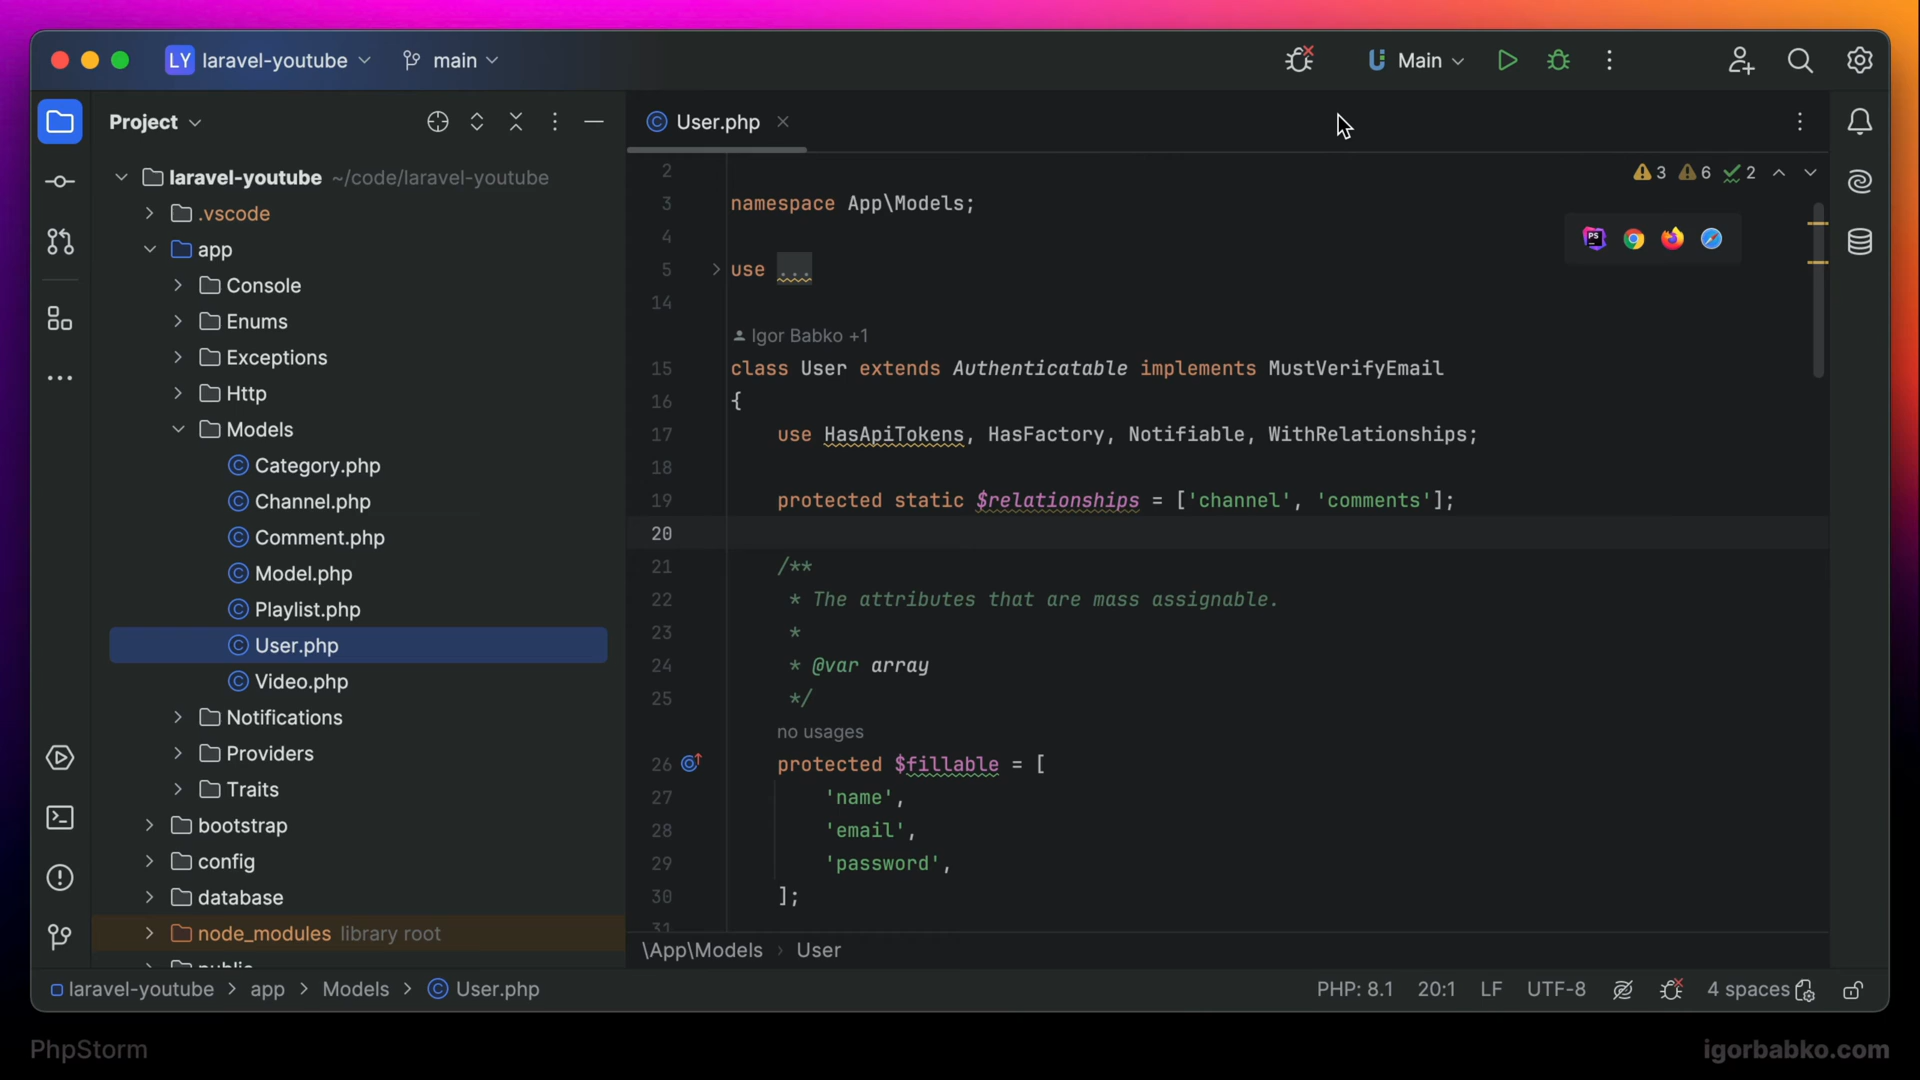 LY laravel-youtube main Main
Project
laravel-youtube ~/code/laravel-youtube
.vscode
app
Console
Enums
Exceptions
Http
Models
Category.php
Channel.php
Comment.php
Model.php
Playlist.php
User.php
Video.php
Notifications
Providers
Traits
bootstrap
config
database
node_modules library root
public
User.php
3 6 2
PS
2
3 namespace App\Models;
4
5 use ...
14
Igor Babko +1
15 class User extends Authenticatable implements MustVerifyEmail
16 {
17 use HasApiTokens, HasFactory, Notifiable, WithRelationships;
18
19 protected static $relationships = ['channel', 'comments'];
20
21 /**
22 * The attributes that are mass assignable.
23 *
24 * @var array
25 */
no usages
26 protected $fillable = [
27 'name',
28 'email',
29 'password',
30 ];
31
\App\Models › User
laravel-youtube > app > Models > User.php PHP: 8.1 20:1 LF UTF-8 4 spaces
PhpStorm igorbabko.com